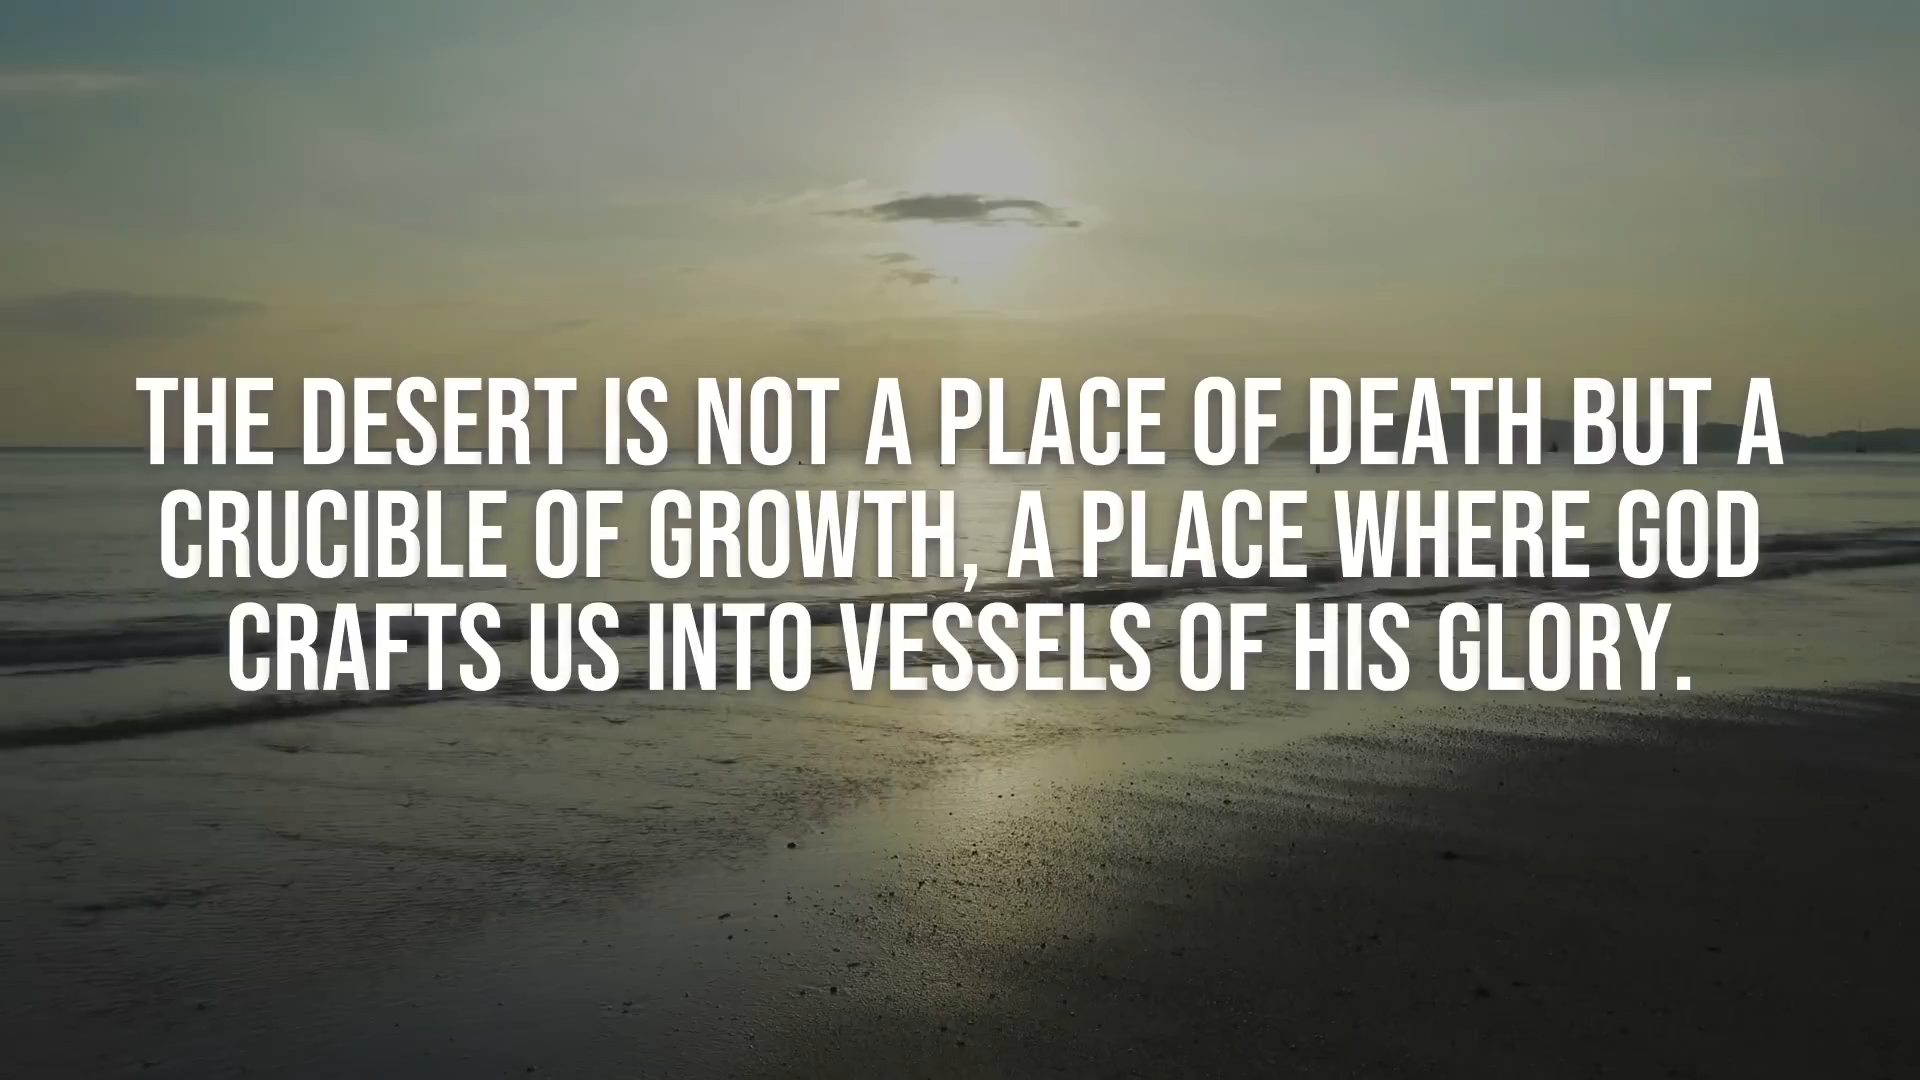 THE DESERT IS NOT A PLACE OF DEATH BUT A
CRUCIBLE OF GROWTH, A PLACE WHERE GOD
CRAFTS US INTO VESSELS OF HIS GLORY.